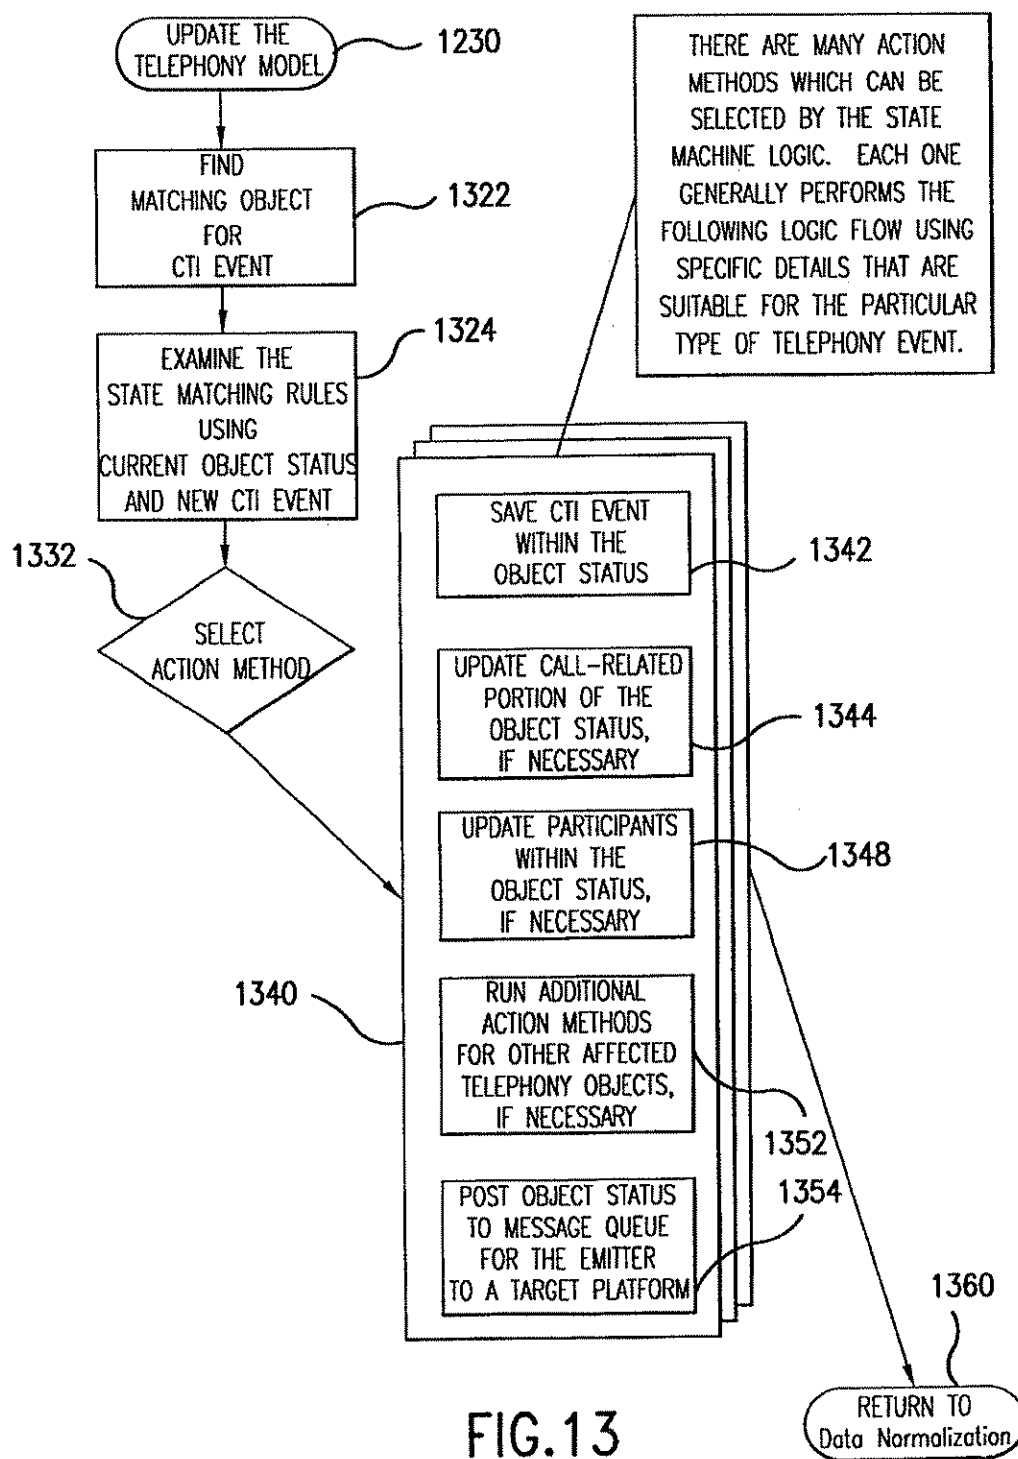 UPDATE THE
TELEPHONY MODEL
1230
FIND
MATCHING OBJECT
FOR
CTI EVENT
1322
EXAMINE THE
STATE MATCHING RULES
USING
CURRENT OBJECT STATUS
AND NEW CTI EVENT
1324
1332
SELECT
ACTION METHOD
THERE ARE MANY ACTION
METHODS WHICH CAN BE
SELECTED BY THE STATE
MACHINE LOGIC. EACH ONE
GENERALLY PERFORMS THE
FOLLOWING LOGIC FLOW USING
SPECIFIC DETAILS THAT ARE
SUITABLE FOR THE PARTICULAR
TYPE OF TELEPHONY EVENT.
SAVE CTI EVENT
WITHIN THE
OBJECT STATUS
1342
UPDATE CALL-RELATED
PORTION OF THE
OBJECT STATUS,
IF NECESSARY
1344
UPDATE PARTICIPANTS
WITHIN THE
OBJECT STATUS,
IF NECESSARY
1348
1340
RUN ADDITIONAL
ACTION METHODS
FOR OTHER AFFECTED
TELEPHONY OBJECTS,
IF NECESSARY
1352
POST OBJECT STATUS
TO MESSAGE QUEUE
FOR THE EMITTER
TO A TARGET PLATFORM
1354
1360
RETURN TO
Data Normalization
FIG.13